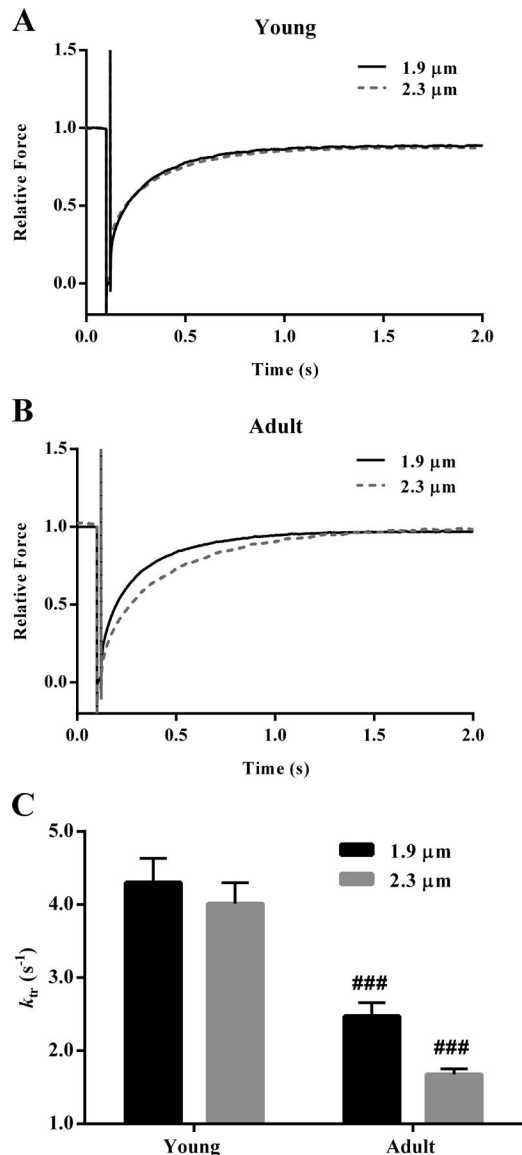 A
Young
1.9 μm
2.3 μm
Relative Force
1.5
1.0
0.5
0.0
0.0 0.5 1.0 1.5 2.0
Time (s)
B
Adult
1.9 μm
2.3 μm
Relative Force
1.5
1.0
0.5
0.0
0.0 0.5 1.0 1.5 2.0
Time (s)
C
1.9 μm
2.3 μm
k_tr (s⁻¹)
5.0
4.0
3.0
2.0
1.0
###
###
Young Adult